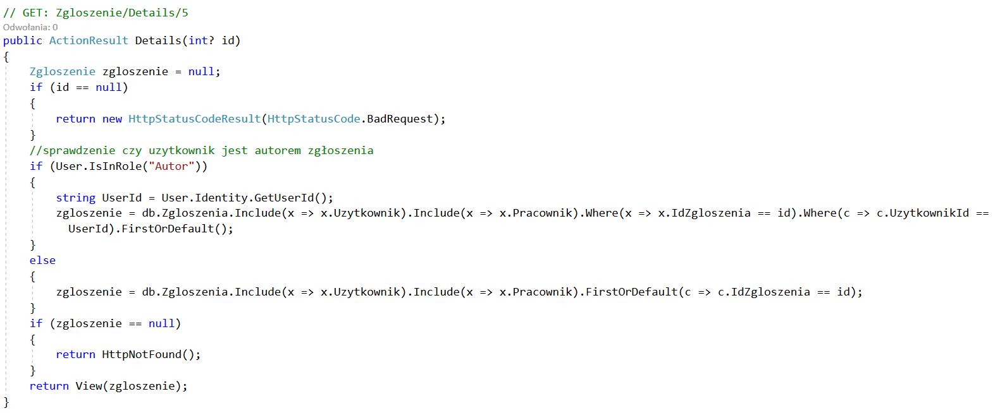 // GET: Zgloszenie/Details/5
Odwołania: 0
public ActionResult Details(int? id)
{
    Zgloszenie zgloszenie = null;
    if (id == null)
    {
        return new HttpStatusCodeResult(HttpStatusCode.BadRequest);
    }
    //sprawdzenie czy uzytkownik jest autorem zgłoszenia
    if (User.IsInRole("Autor"))
    {
        string UserId = User.Identity.GetUserId();
        zgloszenie = db.Zgloszenia.Include(x => x.Uzytkownik).Include(x => x.Pracownik).Where(x => x.IdZgloszenia == id).Where(c => c.UzytkownikId ==
          UserId).FirstOrDefault();
    }
    else
    {
        zgloszenie = db.Zgloszenia.Include(x => x.Uzytkownik).Include(x => x.Pracownik).FirstOrDefault(c => c.IdZgloszenia == id);
    }
    if (zgloszenie == null)
    {
        return HttpNotFound();
    }
    return View(zgloszenie);
}